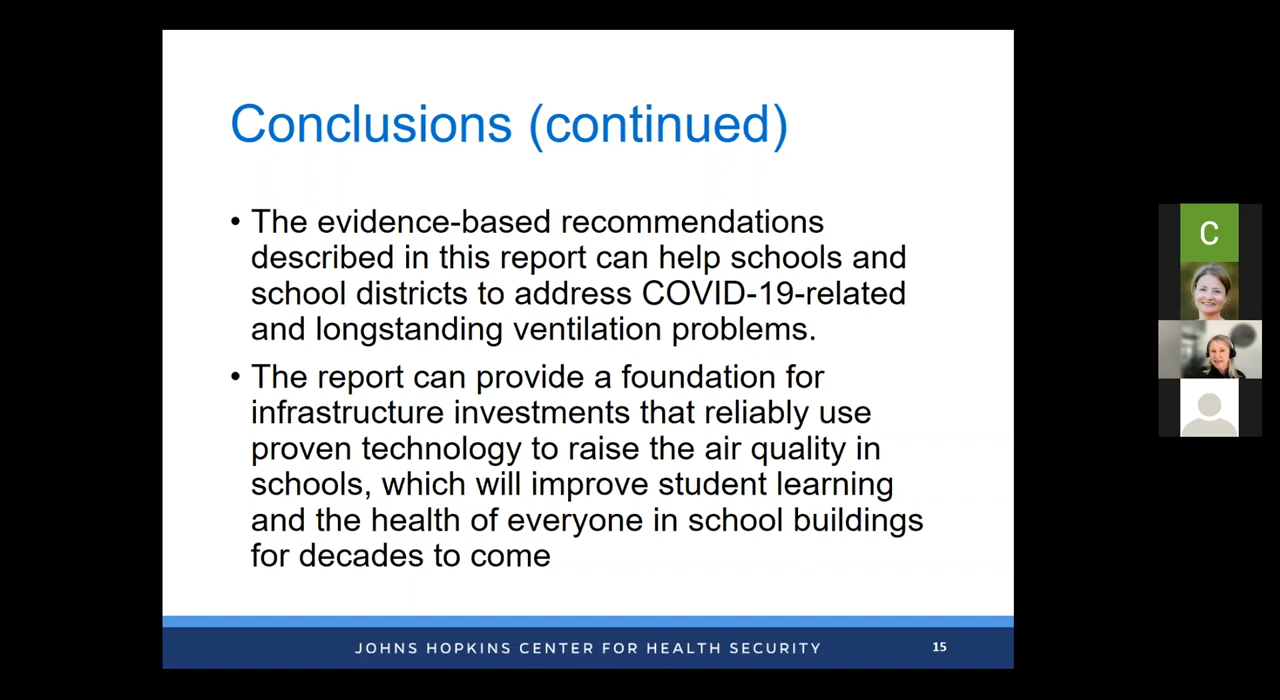 Conclusions (continued)
• The evidence-based recommendations
described in this report can help schools and
school districts to address COVID-19-related
and longstanding ventilation problems.
• The report can provide a foundation for
infrastructure investments that reliably use
proven technology to raise the air quality in
schools, which will improve student learning
and the health of everyone in school buildings
for decades to come
JOHNS HOPKINS CENTER FOR HEALTH SECURITY
15
C